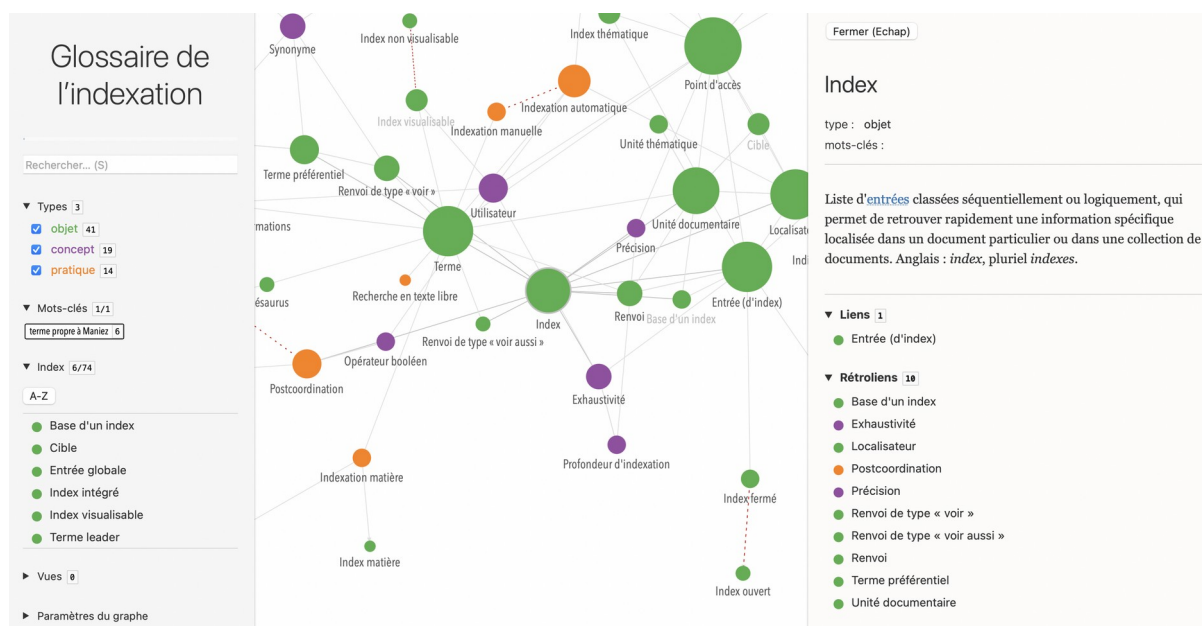 Glossaire de
l'indexation
Rechercher... (S)
▼ Types 3
objet 41
concept 19
pratique 14
▼ Mots-clés 1/1
terme propre à Maniez 6
▼ Index 6/74
A-Z
Base d'un index
Cible
Entrée globale
Index intégré
Index visualisable
Terme leader
► Vues 0
► Paramètres du graphe
Synonyme
Index non visualisable
Index thématique
Point d'accès
Indexation automatique
Index visualisable
Indexation manuelle
Unité thématique
Cible
Terme préférentiel
Renvoi de type « voir »
Utilisateur
Unité documentaire
mations
Précision
Localisate
Terme
Indi
ésaurus
Recherche en texte libre
Entrée (d'index)
Renvoi
Base d'un index
Index
Renvoi de type « voir aussi »
Opérateur booléen
Postcoordination
Exhaustivité
Profondeur d'indexation
Indexation matière
Index fermé
Index matière
Index ouvert
Fermer (Echap)
Index
type : objet
mots-clés :
Liste d'entrées classées séquentiellement ou logiquement, qui
permet de retrouver rapidement une information spécifique
localisée dans un document particulier ou dans une collection de
documents. Anglais : index, pluriel indexes.
▼ Liens 1
Entrée (d'index)
▼ Rétroliens 10
Base d'un index
Exhaustivité
Localisateur
Postcoordination
Précision
Renvoi de type « voir »
Renvoi de type « voir aussi »
Renvoi
Terme préférentiel
Unité documentaire